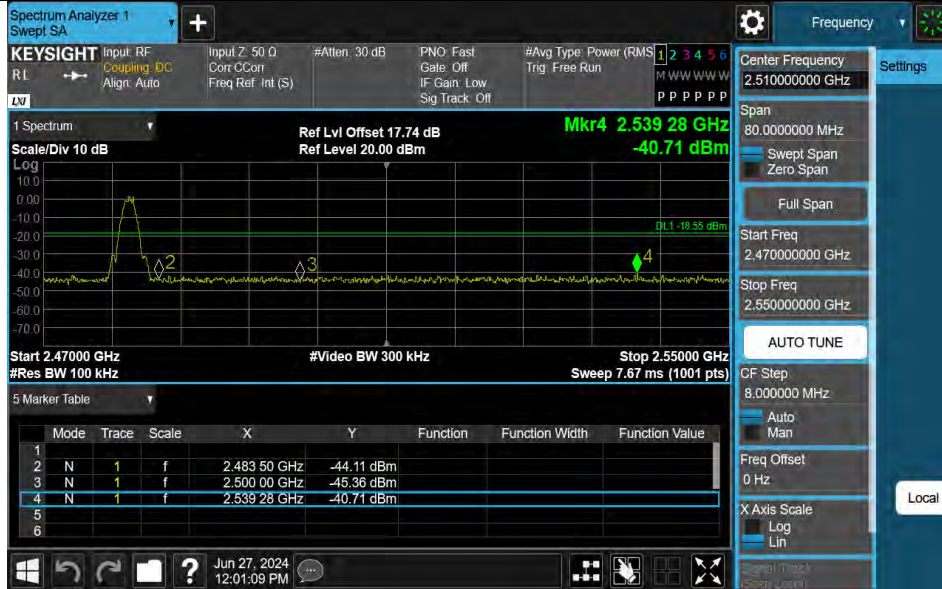 Spectrum Analyzer 1
Swept SA
+
Frequency
KEYSIGHT
RL
LXI
Input: RF
Coupling: DC
Align: Auto
Input Z: 50 Ω
Corr CCorr
Freq Ref: Int (S)
#Atten: 30 dB
PNO: Fast
Gate: Off
IF Gain: Low
Sig Track: Off
#Avg Type: Power (RMS
Trig: Free Run
1 2 3 4 5 6
M W W W W W
P P P P P P
1 Spectrum
Scale/Div 10 dB
Ref Lvl Offset 17.74 dB
Ref Level 20.00 dBm
Mkr4 2.539 28 GHz
-40.71 dBm
Log
10.0
0.00
-10.0
-20.0
-30.0
-40.0
-50.0
-60.0
-70.0
DL1 -18.55 dBm
2
3
4
Start 2.47000 GHz
#Res BW 100 kHz
#Video BW 300 kHz
Stop 2.55000 GHz
Sweep 7.67 ms (1001 pts)
5 Marker Table
Mode Trace Scale X Y Function Function Width Function Value
1
2 N 1 f 2.483 50 GHz -44.11 dBm
3 N 1 f 2.500 00 GHz -45.36 dBm
4 N 1 f 2.539 28 GHz -40.71 dBm
5
6
?
Jun 27, 2024
12:01:09 PM
Center Frequency
2.510000000 GHz
Settings
Span
80.0000000 MHz
Swept Span
Zero Span
Full Span
Start Freq
2.470000000 GHz
Stop Freq
2.550000000 GHz
AUTO TUNE
CF Step
8.000000 MHz
Auto
Man
Freq Offset
0 Hz
X Axis Scale
Log
Lin
Local
Signal Track
(Span Zoom)